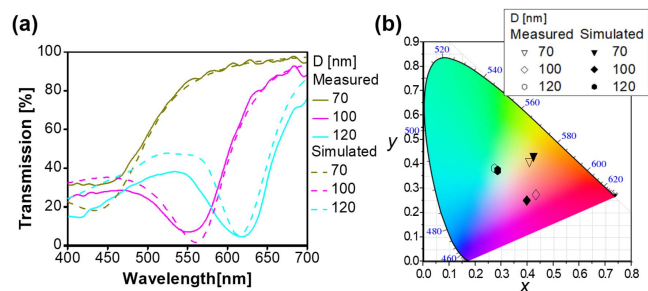 (a)
Transmission [%]
100
80
60
40
20
0
400 450 500 550 600 650 700
Wavelength[nm]
D [nm]
Measured
70
100
120
Simulated
70
100
120
(b)
D [nm]
Measured Simulated
70 70
100 100
120 120
y
0.9
0.8
0.7
0.6
0.5
0.4
0.3
0.2
0.1
0.0
0.0 0.1 0.2 0.3 0.4 0.5 0.6 0.7 0.8
x
520
540
560
580
600
620
500
480
460